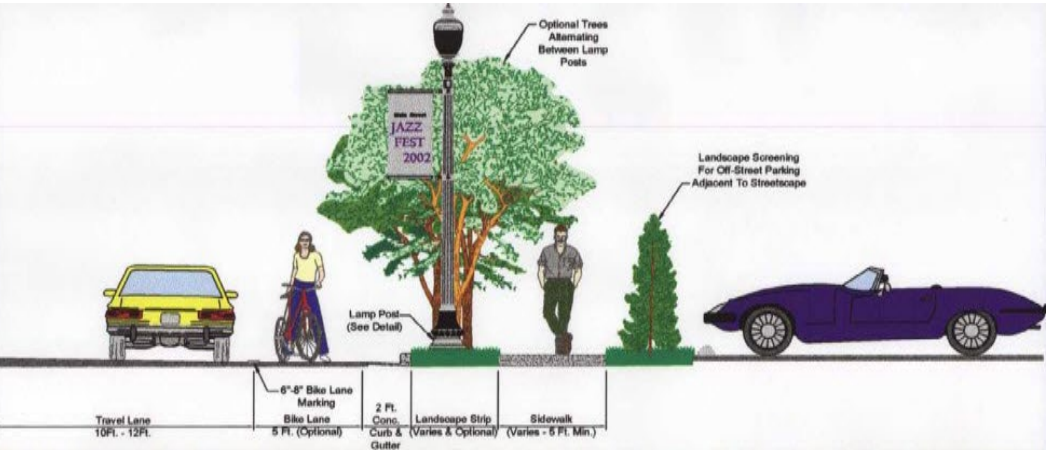 Optional Trees
Alternating
Between Lamp
Posts
Main Street
JAZZ
FEST
2002
Landscape Screening
For Off-Street Parking
Adjacent To Streetscape
Lamp Post
(See Detail)
6"-8" Bike Lane
Marking
Travel Lane
10Ft. - 12Ft.
Bike Lane
5 Ft. (Optional)
2 Ft.
Conc.
Curb &
Gutter
Landscape Strip
(Varies & Optional)
Sidewalk
(Varies - 5 Ft. Min.)